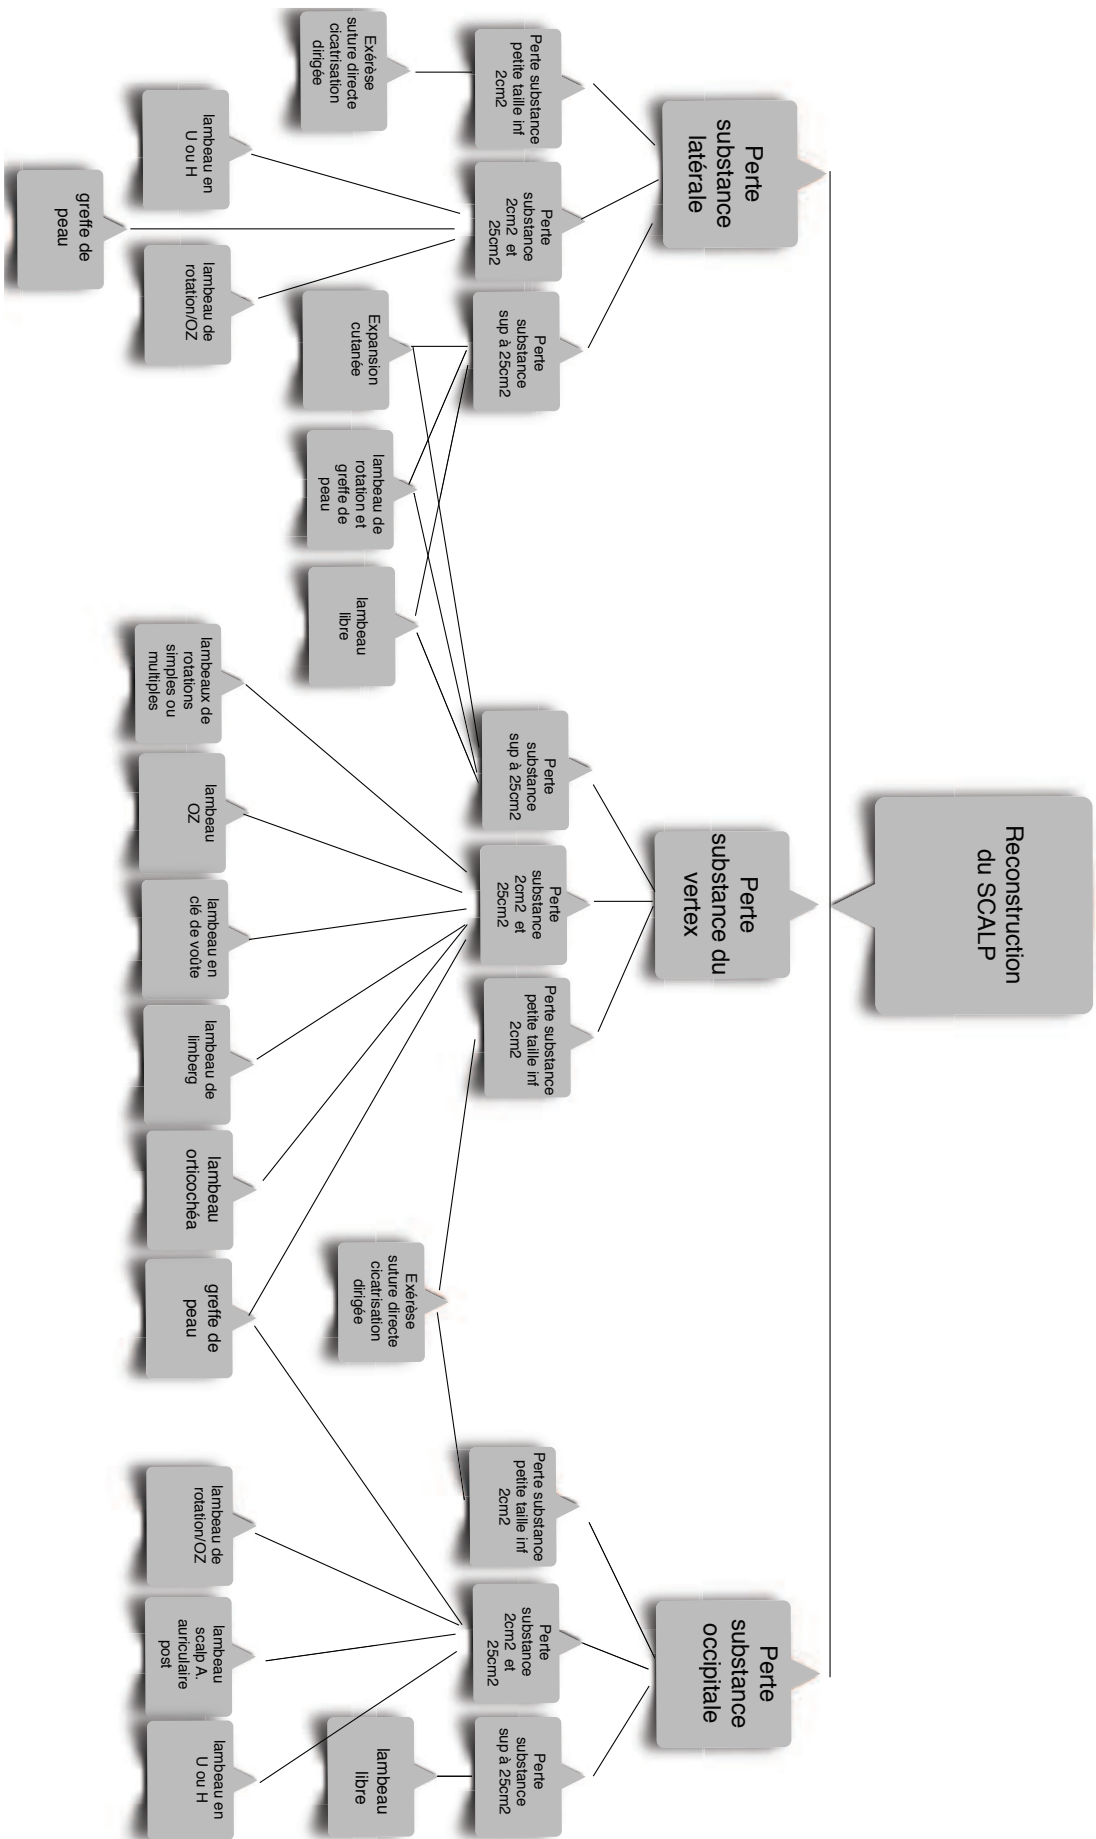 Reconstruction
du SCALP
Perte
substance
latérale
Perte
substance du
vertex
Perte
substance
occipitale
Perte substance
petite taille inf
2cm2
Perte
substance
2cm2 et
25cm2
Perte
substance
sup à 25cm2
Perte
substance
sup à 25cm2
Perte
substance
2cm2 et
25cm2
Perte substance
petite taille inf
2cm2
Perte substance
petite taille inf
2cm2
Perte
substance
2cm2 et
25cm2
Perte
substance
sup à 25cm2
Exérèse
suture directe
cicatrisation
dirigée
Expansion
cutanée
lambeau de
rotation et
greffe de
peau
lambeau
libre
Exérèse
suture directe
cicatrisation
dirigée
lambeau
libre
lambeau en
U ou H
lambeau de
rotation/OZ
lambeaux de
rotations
simples ou
multiples
lambeau
OZ
lambeau en
clé de voûte
lambeau de
limberg
lambeau
orticochéa
greffe de
peau
lambeau de
rotation/OZ
lambeau
scalp A.
auriculaire
post
lambeau en
U ou H
greffe de
peau